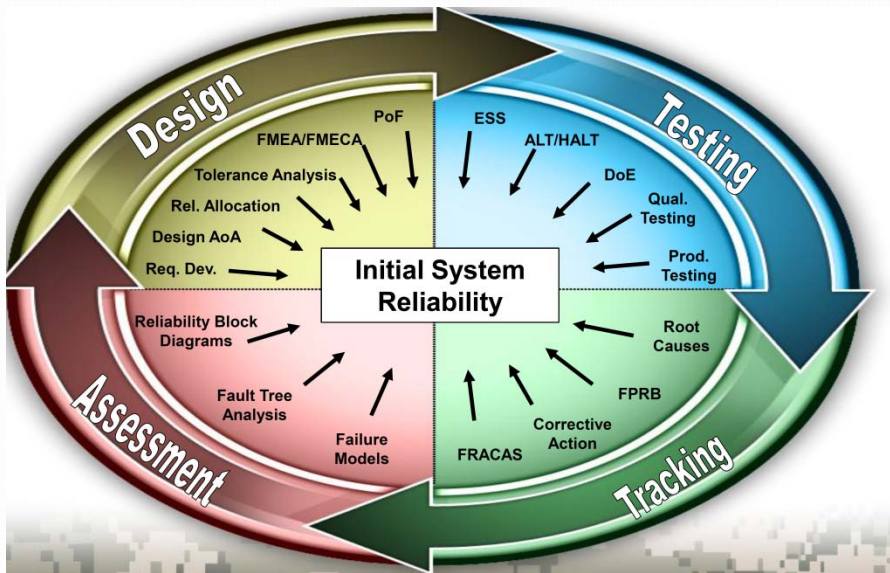 Design
PoF
FMEA/FMECA
Tolerance Analysis
Rel. Allocation
Design AoA
Req. Dev.
Testing
ESS
ALT/HALT
DoE
Qual.
Testing
Prod.
Testing
Initial System
Reliability
Reliability Block
Diagrams
Fault Tree
Analysis
Failure
Models
Assessment
Root
Causes
FPRB
Corrective
Action
FRACAS
Tracking